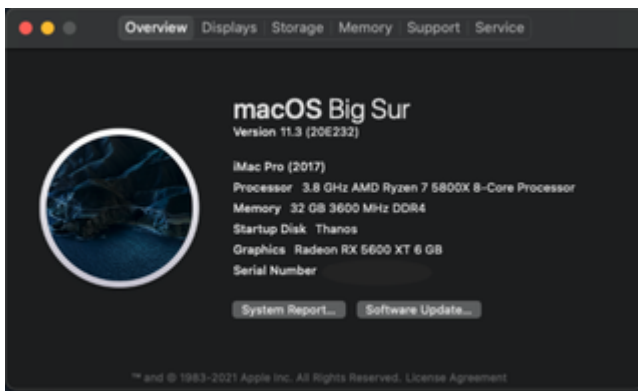 Overview Displays Storage Memory Support Service
macOS Big Sur
Version 11.3 (20E232)
iMac Pro (2017)
Processor 3.8 GHz AMD Ryzen 7 5800X 8-Core Processor
Memory 32 GB 3600 MHz DDR4
Startup Disk Thanos
Graphics Radeon RX 5600 XT 6 GB
Serial Number
System Report... Software Update...
™ and © 1983-2021 Apple Inc. All Rights Reserved. License Agreement